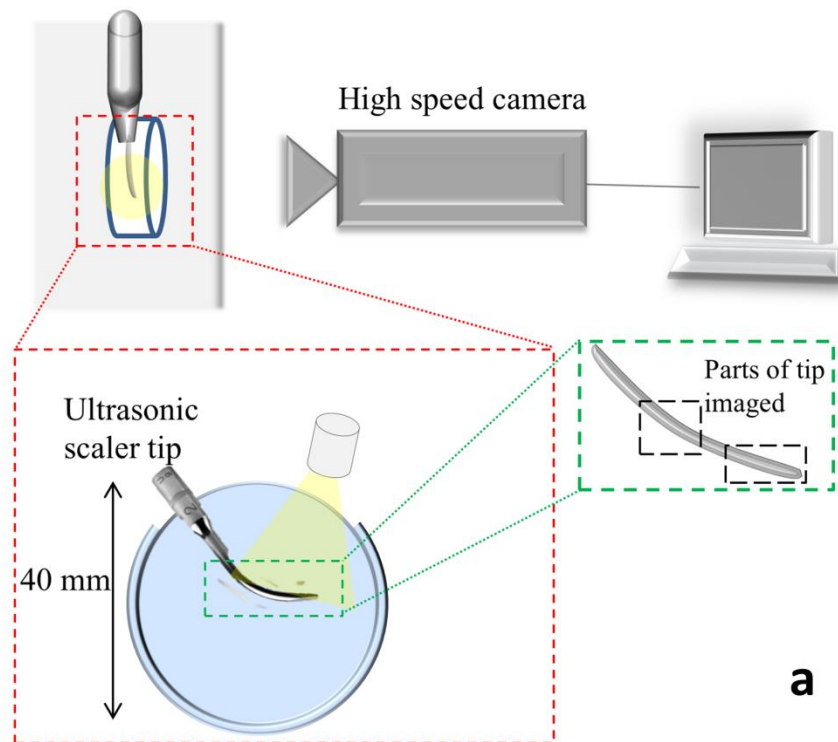 High speed camera
Parts of tip
imaged
Ultrasonic
scaler tip
40 mm
a